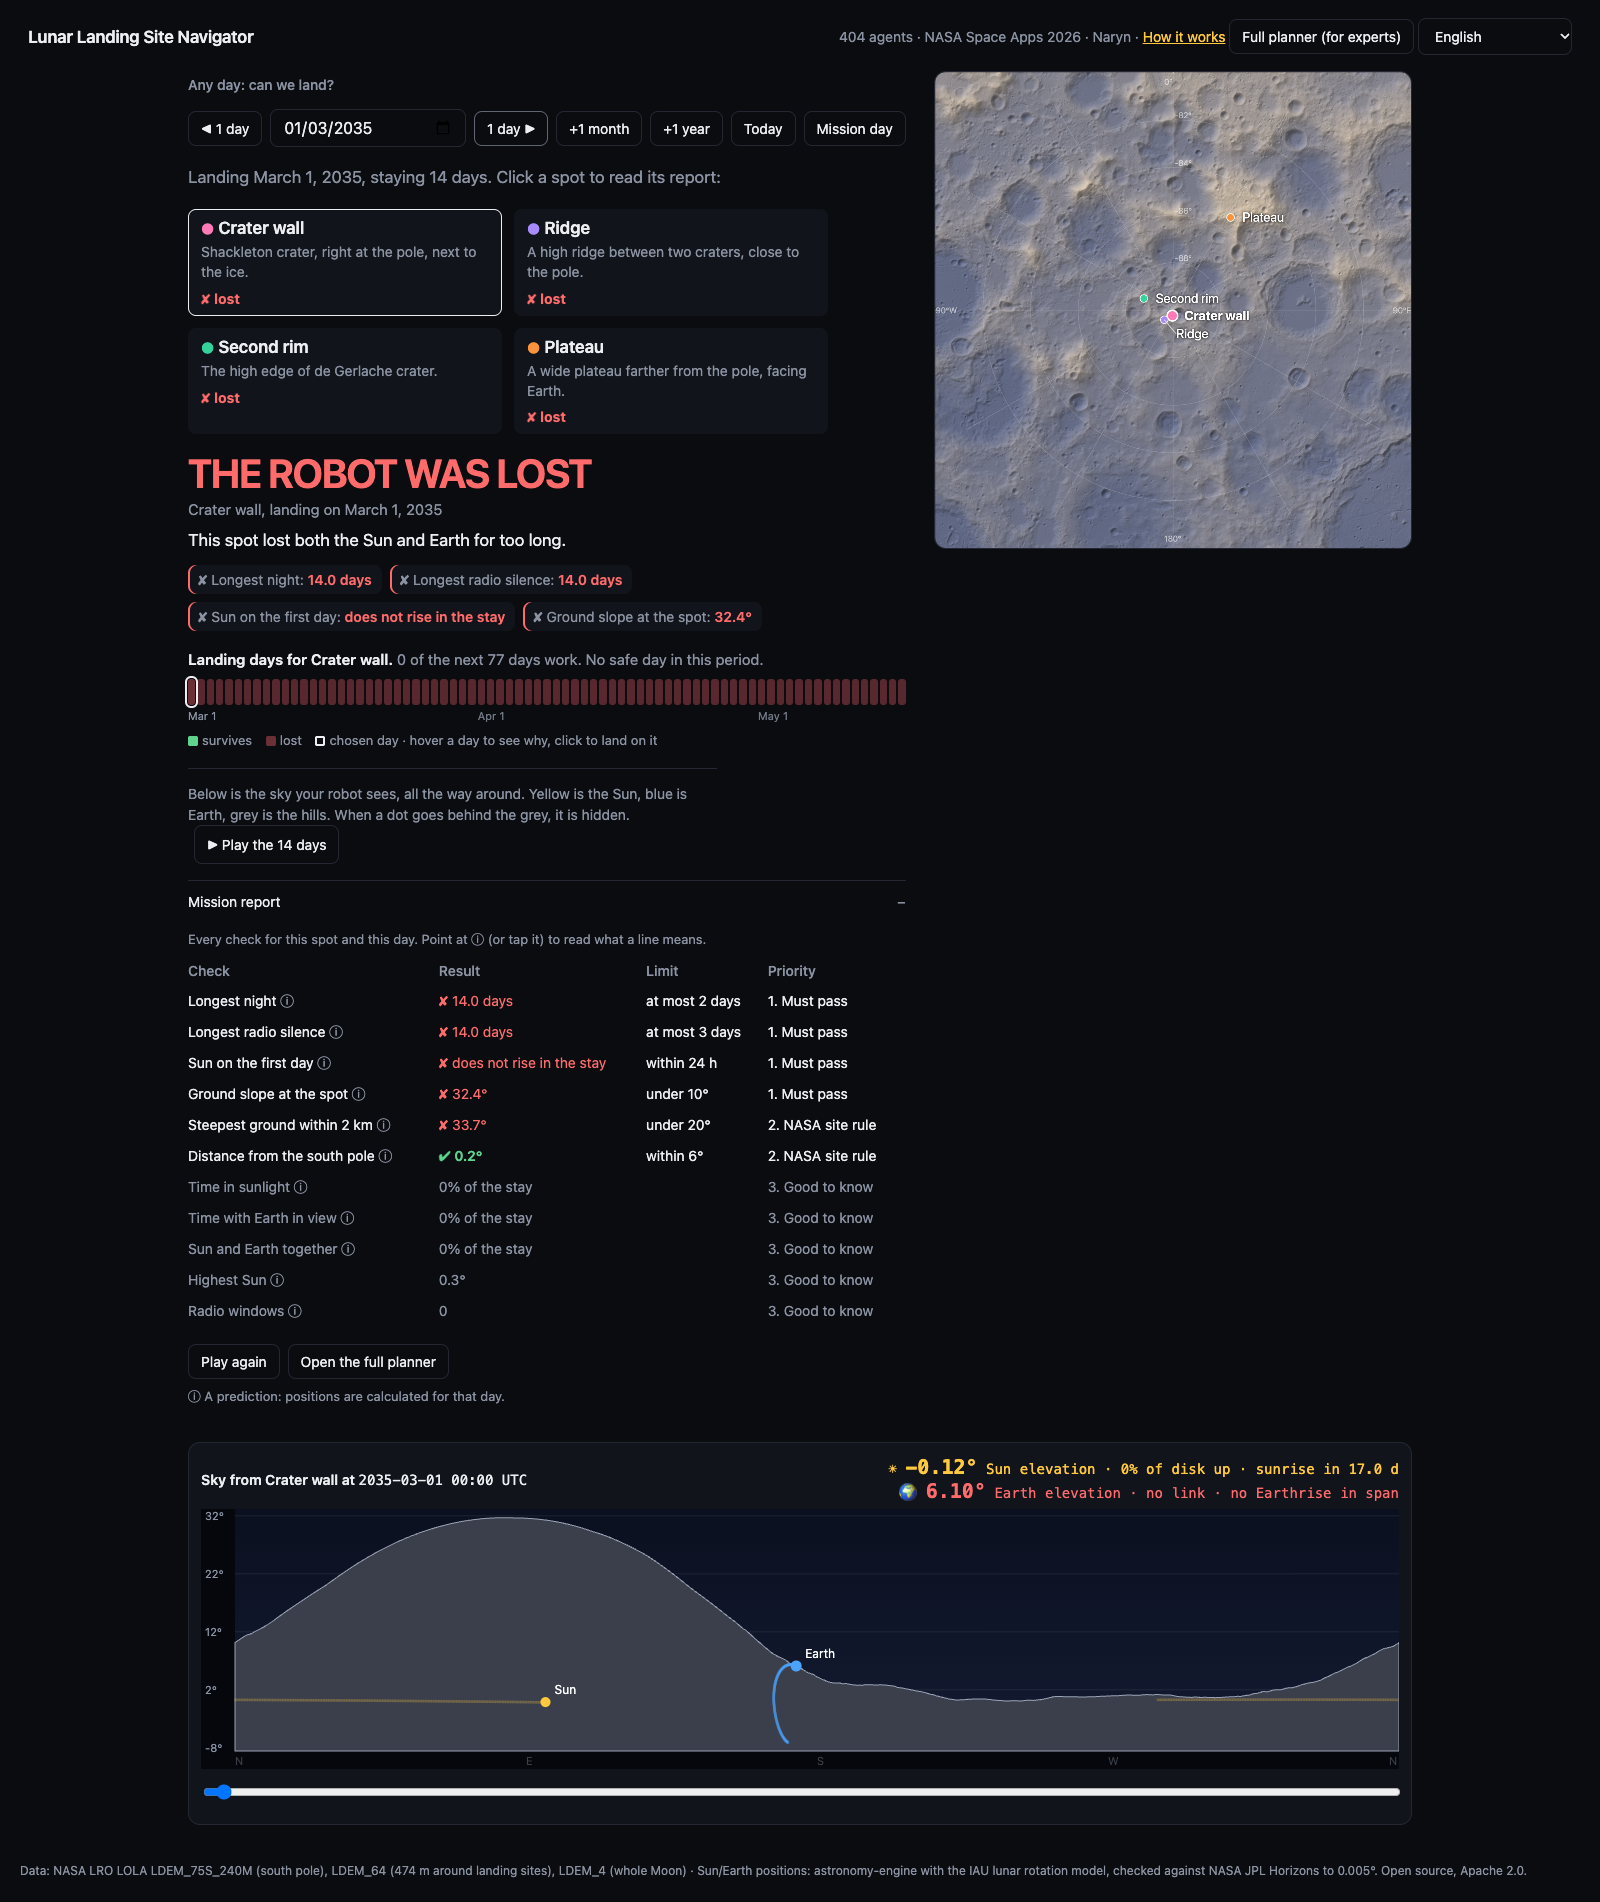 Lunar Landing Site Navigator
404 agents · NASA Space Apps 2026 · Naryn · How it works Full planner (for experts) English
Any day: can we land?
◀ 1 day 01/03/2035 1 day ▶ +1 month +1 year Today Mission day
Landing March 1, 2035, staying 14 days. Click a spot to read its report:
Crater wall
Shackleton crater, right at the pole, next to
the ice.
✘ lost
Ridge
A high ridge between two craters, close to
the pole.
✘ lost
Second rim
The high edge of de Gerlache crater.
✘ lost
Plateau
A wide plateau farther from the pole, facing
Earth.
✘ lost
0°
-82°
-84°
-86°
Plateau
-88°
Second rim
90°W
Crater wall
90°E
Ridge
180°
THE ROBOT WAS LOST
Crater wall, landing on March 1, 2035
This spot lost both the Sun and Earth for too long.
✘ Longest night: 14.0 days ✘ Longest radio silence: 14.0 days
✘ Sun on the first day: does not rise in the stay ✘ Ground slope at the spot: 32.4°
Landing days for Crater wall. 0 of the next 77 days work. No safe day in this period.
Mar 1 Apr 1 May 1
survives lost chosen day · hover a day to see why, click to land on it
Below is the sky your robot sees, all the way around. Yellow is the Sun, blue is
Earth, grey is the hills. When a dot goes behind the grey, it is hidden.
▶ Play the 14 days
Mission report –
Every check for this spot and this day. Point at ⓘ (or tap it) to read what a line means.
Check Result Limit Priority
Longest night ⓘ ✘ 14.0 days at most 2 days 1. Must pass
Longest radio silence ⓘ ✘ 14.0 days at most 3 days 1. Must pass
Sun on the first day ⓘ ✘ does not rise in the stay within 24 h 1. Must pass
Ground slope at the spot ⓘ ✘ 32.4° under 10° 1. Must pass
Steepest ground within 2 km ⓘ ✘ 33.7° under 20° 2. NASA site rule
Distance from the south pole ⓘ ✔ 0.2° within 6° 2. NASA site rule
Time in sunlight ⓘ 0% of the stay 3. Good to know
Time with Earth in view ⓘ 0% of the stay 3. Good to know
Sun and Earth together ⓘ 0% of the stay 3. Good to know
Highest Sun ⓘ 0.3° 3. Good to know
Radio windows ⓘ 0 3. Good to know
Play again Open the full planner
ⓘ A prediction: positions are calculated for that day.
Sky from Crater wall at 2035-03-01 00:00 UTC
☀ −0.12° Sun elevation · 0% of disk up · sunrise in 17.0 d
🌍 6.10° Earth elevation · no link · no Earthrise in span
32°
22°
12°
Earth
2°
Sun
-8°
N E S W N
Data: NASA LRO LOLA LDEM_75S_240M (south pole), LDEM_64 (474 m around landing sites), LDEM_4 (whole Moon) · Sun/Earth positions: astronomy-engine with the IAU lunar rotation model, checked against NASA JPL Horizons to 0.005°. Open source, Apache 2.0.